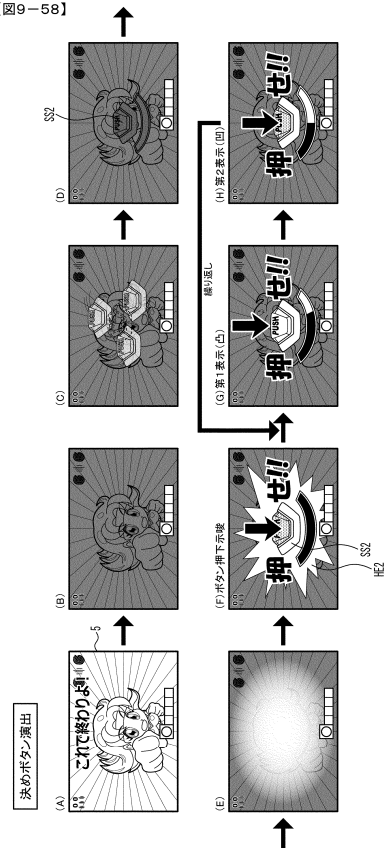 【図9-58】
決めボタン演出
(A)
これで終わりよ!!
5
(B)
(C)
(D)
SS2
(E)
(F)ボタン押下示唆
押せ!!
SS2
HE2
(G)第1表示(凸)
押せ!!
PUSH
繰り返し
(H)第2表示(凹)
押せ!!
PUSH